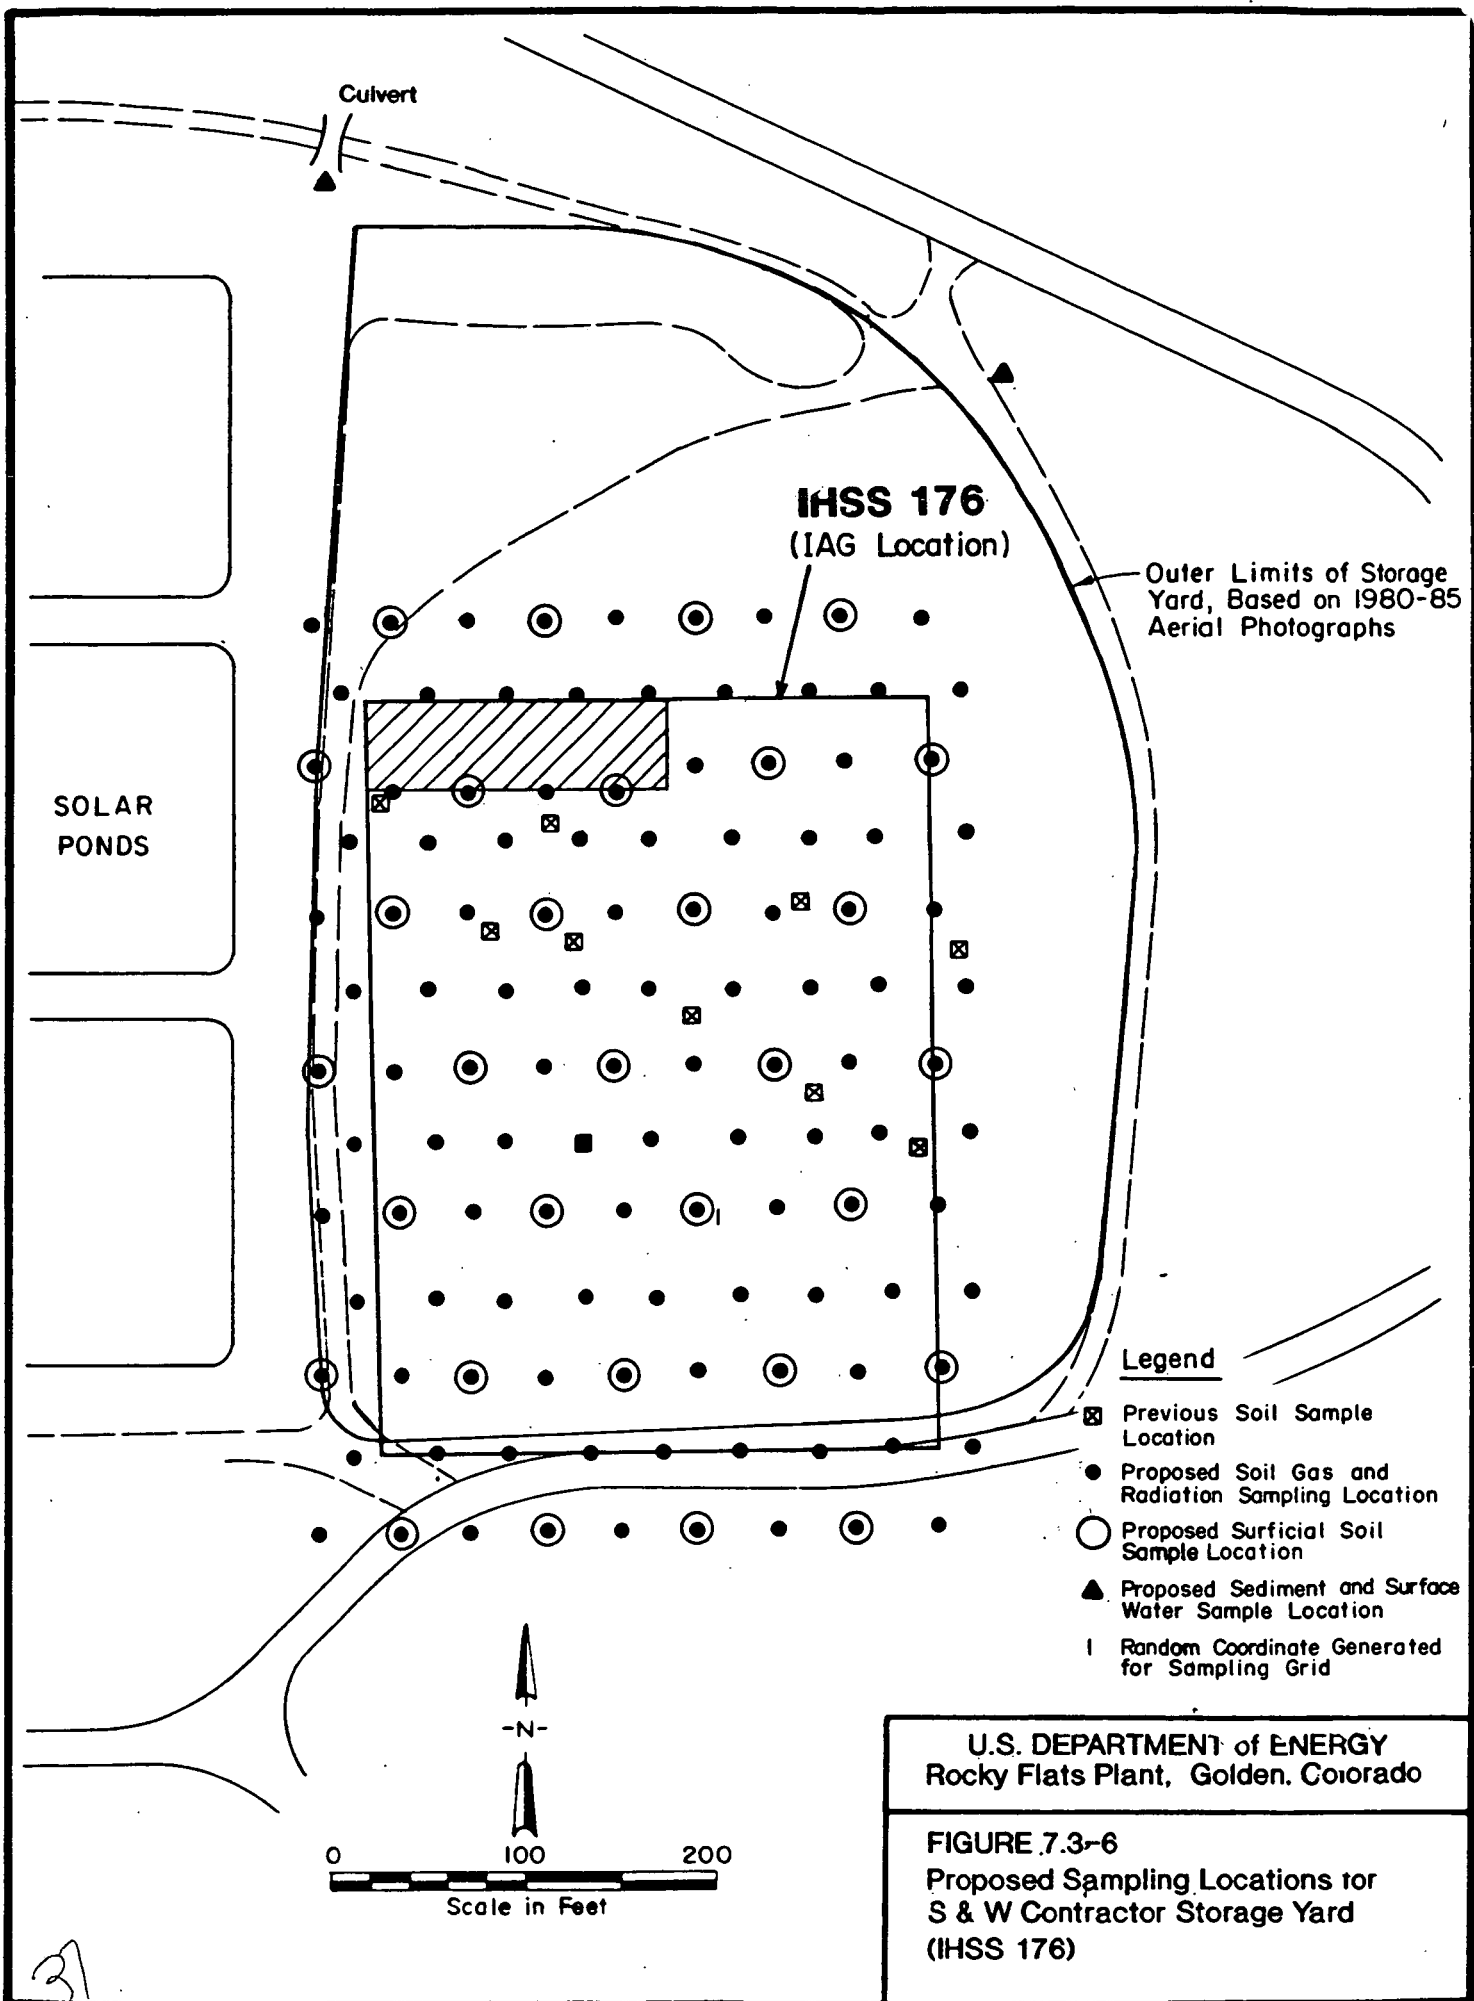 Culvert
IHSS 176
(IAG Location)
Outer Limits of Storage
Yard, Based on 1980-85
Aerial Photographs
SOLAR
PONDS
Legend
Previous Soil Sample
Location
Proposed Soil Gas and
Radiation Sampling Location
Proposed Surficial Soil
Sample Location
Proposed Sediment and Surface
Water Sample Location
Random Coordinate Generated
for Sampling Grid
-N-
0 100 200
Scale in Feet
U.S. DEPARTMENT of ENERGY
Rocky Flats Plant, Golden, Colorado
FIGURE 7.3-6
Proposed Sampling Locations for
S & W Contractor Storage Yard
(IHSS 176)